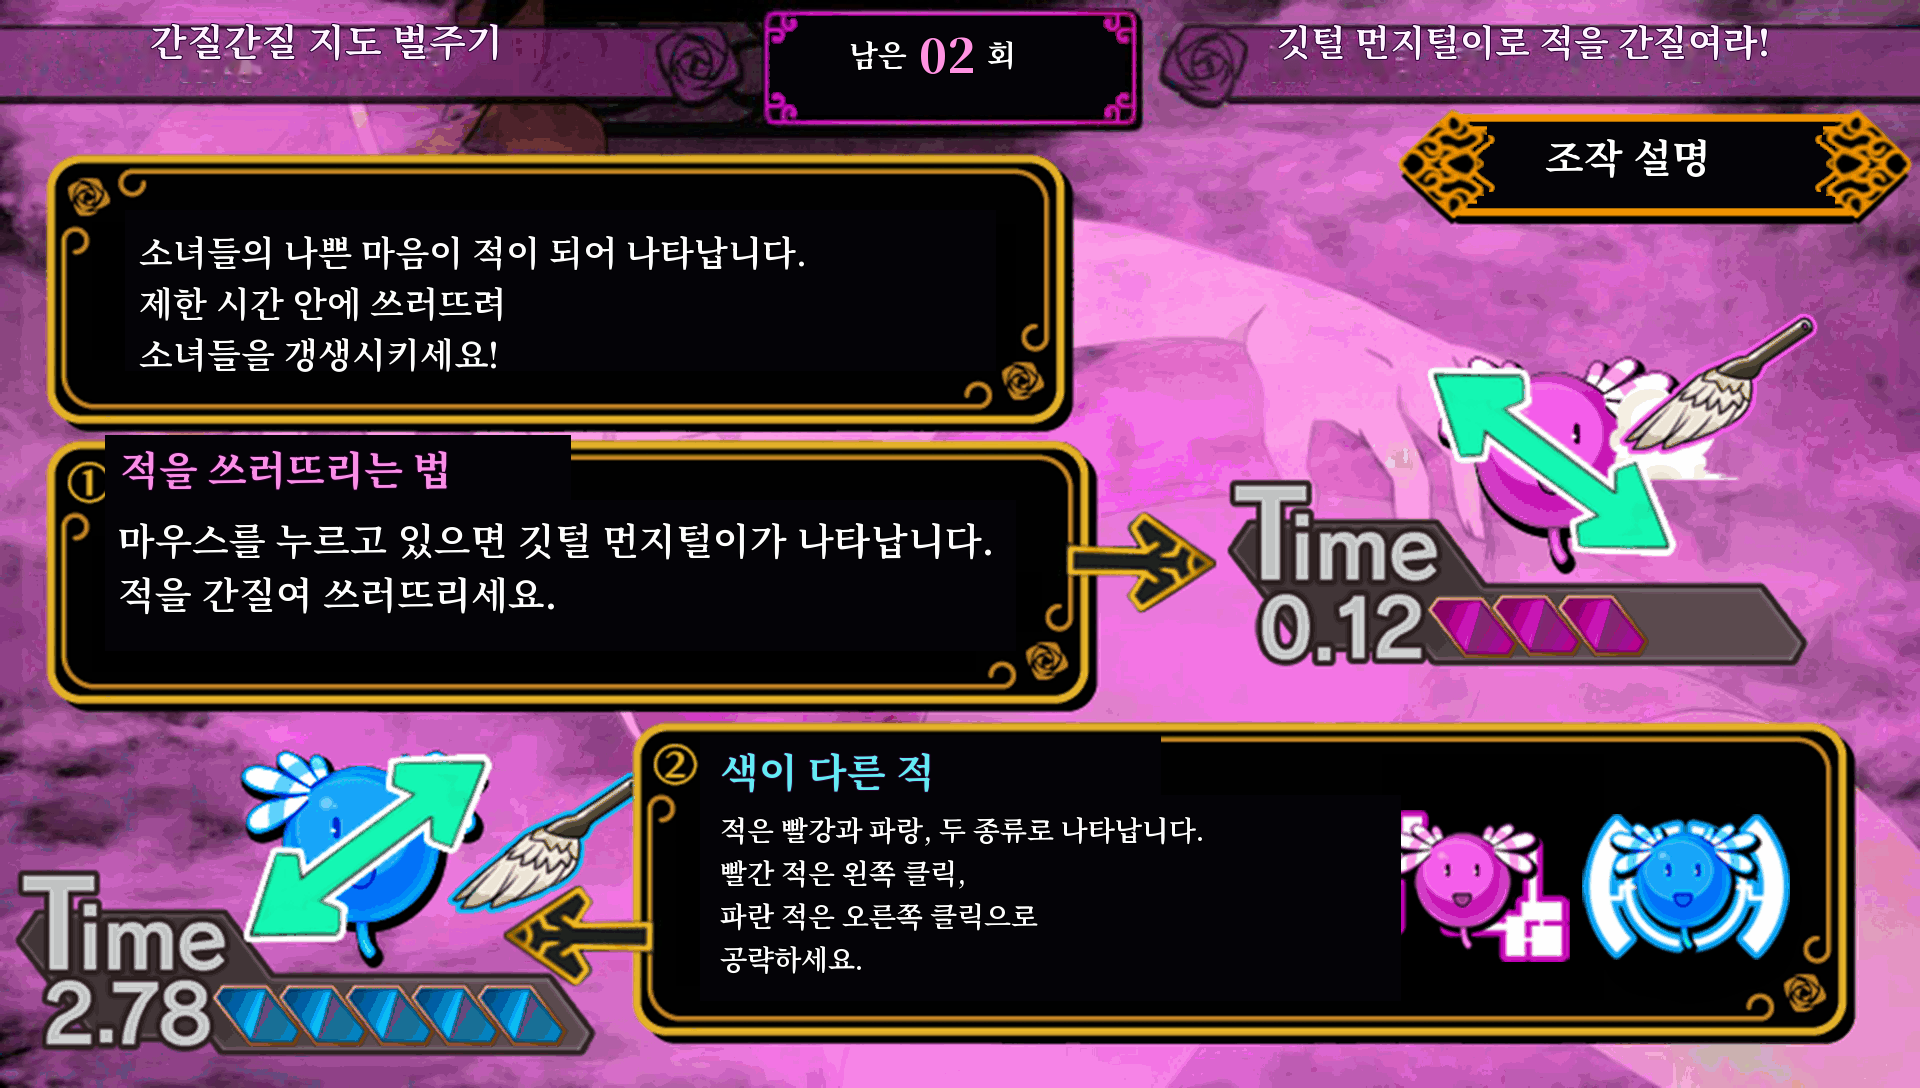 간질간질 지도 벌주기
남은 02 회
깃털 먼지털이로 적을 간질여라!
조작 설명
소녀들의 나쁜 마음이 적이 되어 나타납니다.
제한 시간 안에 쓰러뜨려
소녀들을 갱생시키세요!
① 적을 쓰러뜨리는 법
마우스를 누르고 있으면 깃털 먼지털이가 나타납니다.
적을 간질여 쓰러뜨리세요.
Time
0.12
② 색이 다른 적
적은 빨강과 파랑, 두 종류로 나타납니다.
빨간 적은 왼쪽 클릭,
파란 적은 오른쪽 클릭으로
공략하세요.
Time
2.78